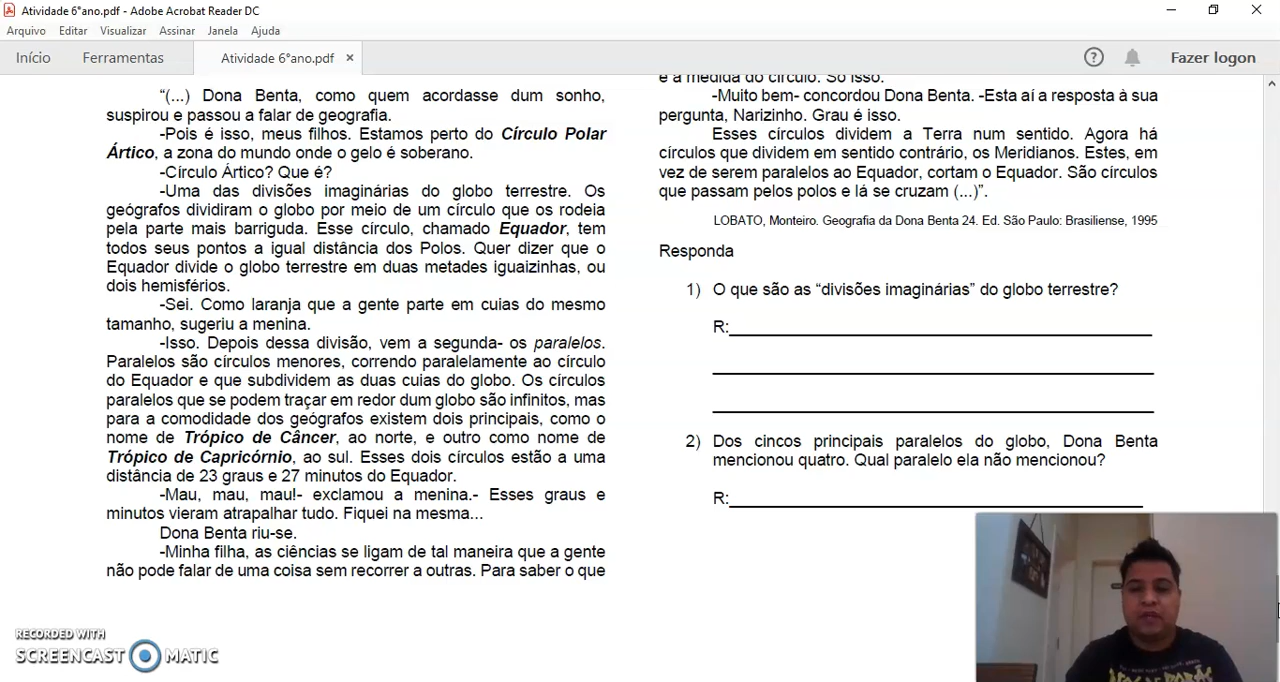 Atividade 6°ano.pdf - Adobe Acrobat Reader DC
Arquivo Editar Visualizar Assinar Janela Ajuda
Início Ferramentas Atividade 6°ano.pdf × ? Fazer logon
“(...) Dona Benta, como quem acordasse dum sonho,
suspirou e passou a falar de geografia.
-Pois é isso, meus filhos. Estamos perto do Círculo Polar
Ártico, a zona do mundo onde o gelo é soberano.
-Círculo Ártico? Que é?
-Uma das divisões imaginárias do globo terrestre. Os
geógrafos dividiram o globo por meio de um círculo que os rodeia
pela parte mais barriguda. Esse círculo, chamado Equador, tem
todos seus pontos a igual distância dos Polos. Quer dizer que o
Equador divide o globo terrestre em duas metades iguaizinhas, ou
dois hemisférios.
-Sei. Como laranja que a gente parte em cuias do mesmo
tamanho, sugeriu a menina.
-Isso. Depois dessa divisão, vem a segunda- os paralelos.
Paralelos são círculos menores, correndo paralelamente ao círculo
do Equador e que subdividem as duas cuias do globo. Os círculos
paralelos que se podem traçar em redor dum globo são infinitos, mas
para a comodidade dos geógrafos existem dois principais, como o
nome de Trópico de Câncer, ao norte, e outro como nome de
Trópico de Capricórnio, ao sul. Esses dois círculos estão a uma
distância de 23 graus e 27 minutos do Equador.
-Mau, mau, mau!- exclamou a menina.- Esses graus e
minutos vieram atrapalhar tudo. Fiquei na mesma...
Dona Benta riu-se.
-Minha filha, as ciências se ligam de tal maneira que a gente
não pode falar de uma coisa sem recorrer a outras. Para saber o que
é a medida do círculo. Só isso.
-Muito bem- concordou Dona Benta. -Esta aí a resposta à sua
pergunta, Narizinho. Grau é isso.
Esses círculos dividem a Terra num sentido. Agora há
círculos que dividem em sentido contrário, os Meridianos. Estes, em
vez de serem paralelos ao Equador, cortam o Equador. São círculos
que passam pelos polos e lá se cruzam (...)”.
LOBATO, Monteiro. Geografia da Dona Benta 24. Ed. São Paulo: Brasiliense, 1995
Responda
1) O que são as “divisões imaginárias” do globo terrestre?
R:
2) Dos cincos principais paralelos do globo, Dona Benta
mencionou quatro. Qual paralelo ela não mencionou?
R:
RECORDED WITH
SCREENCAST MATIC